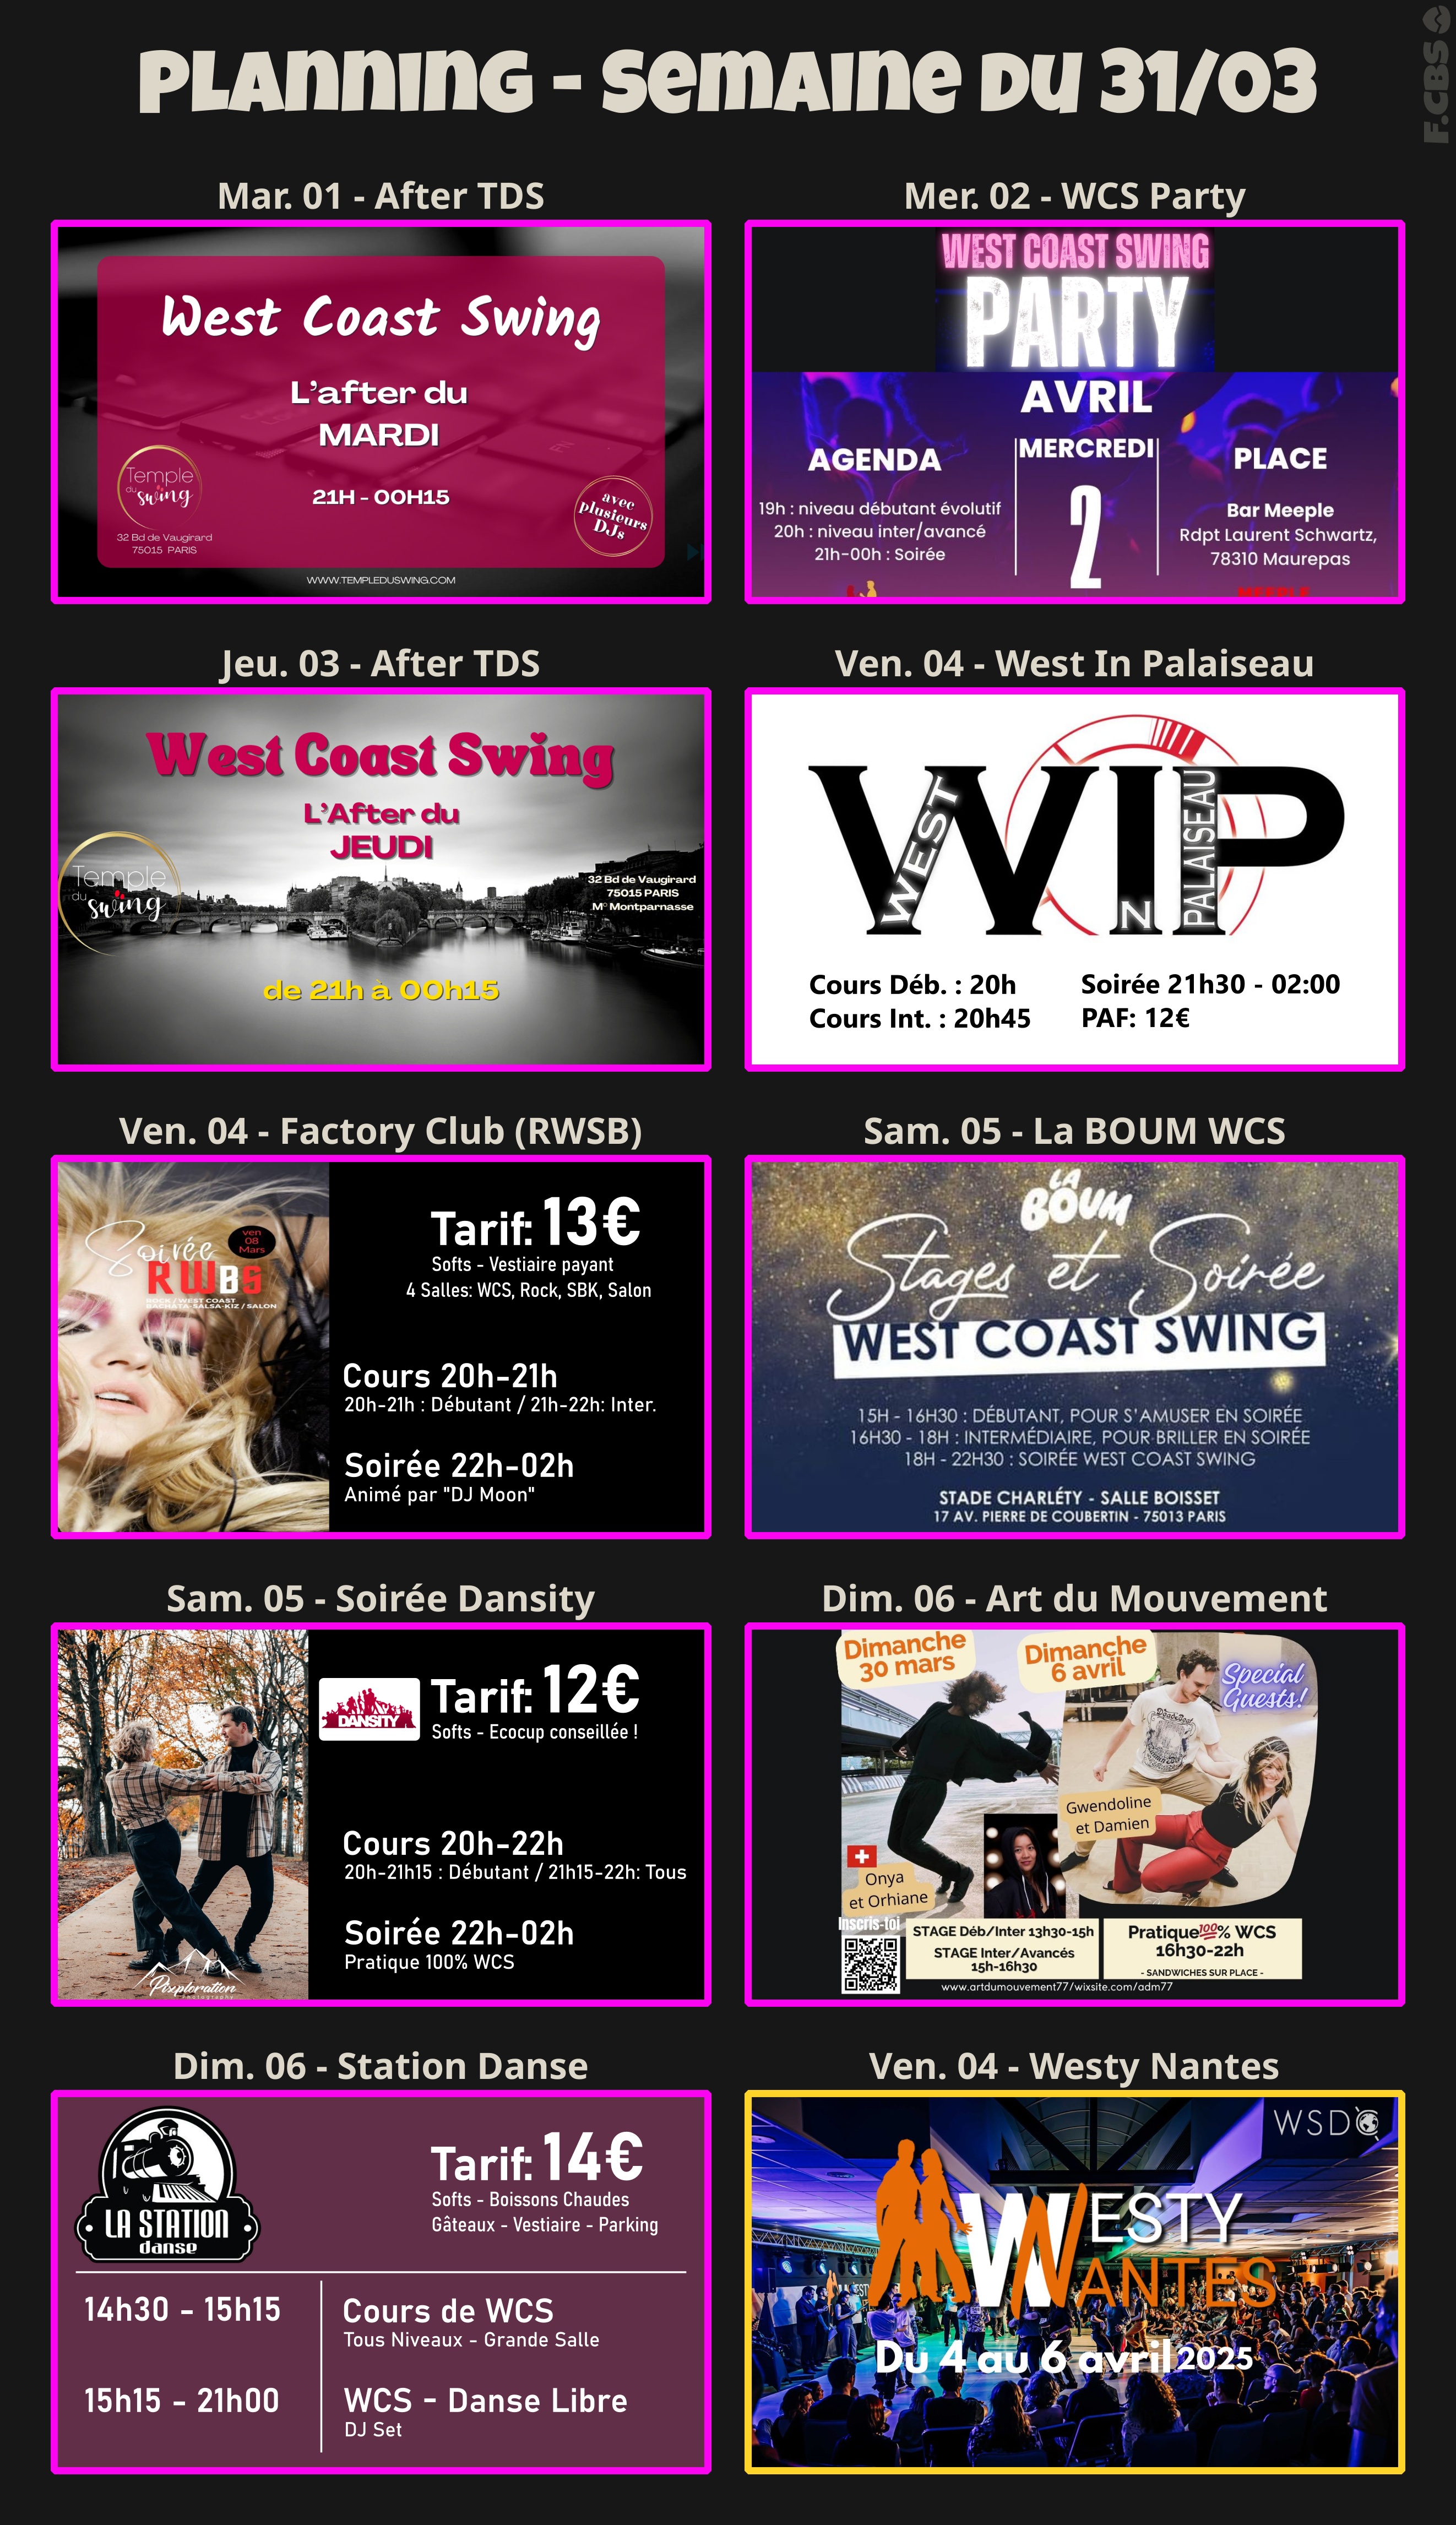 PLANNING - SEMAINE DU 31/03
F.CBS
Mar. 01 - After TDS
West Coast Swing
L'after du
MARDI
21H - 00H15
Temple
du swing
32 Bd de Vaugirard
75015 PARIS
avec
plusieurs
DJs
WWW.TEMPLEDUSWING.COM
Mer. 02 - WCS Party
WEST COAST SWING
PARTY
AVRIL
AGENDA
19h : niveau débutant évolutif
20h : niveau inter/avancé
21h-00h : Soirée
MERCREDI
2
PLACE
Bar Meeple
Rdpt Laurent Schwartz,
78310 Maurepas
Jeu. 03 - After TDS
West Coast Swing
L'After du
JEUDI
Temple
du swing
32 Bd de Vaugirard
75015 PARIS
M° Montparnasse
de 21h à 00h15
Ven. 04 - West In Palaiseau
WIP
WEST
N
PALAISEAU
Cours Déb. : 20h
Cours Int. : 20h45
Soirée 21h30 - 02:00
PAF: 12€
Ven. 04 - Factory Club (RWSB)
Soirée
ven
08
Mars
RWBS
ROCK / WEST COAST
BACHATA-SALSA-KIZ / SALON
Tarif: 13€
Softs - Vestiaire payant
4 Salles: WCS, Rock, SBK, Salon
Cours 20h-21h
20h-21h : Débutant / 21h-22h: Inter.
Soirée 22h-02h
Animé par "DJ Moon"
Sam. 05 - La BOUM WCS
LA
BOUM
Stages et Soirée
WEST COAST SWING
15H - 16H30 : DÉBUTANT, POUR S'AMUSER EN SOIRÉE
16H30 - 18H : INTERMÉDIAIRE, POUR BRILLER EN SOIRÉE
18H - 22H30 : SOIRÉE WEST COAST SWING
STADE CHARLÉTY - SALLE BOISSET
17 AV. PIERRE DE COUBERTIN - 75013 PARIS
Sam. 05 - Soirée Dansity
DANSITY
Tarif: 12€
Softs - Ecocup conseillée !
Cours 20h-22h
20h-21h15 : Débutant / 21h15-22h: Tous
Soirée 22h-02h
Pratique 100% WCS
Pixploration
Photography
Dim. 06 - Art du Mouvement
Dimanche
30 mars
Dimanche
6 avril
Special
Guests!
Gwendoline
et Damien
Onya
et Orhiane
Inscris-toi
STAGE Déb/Inter 13h30-15h
STAGE Inter/Avancés
15h-16h30
Pratique 100% WCS
16h30-22h
- SANDWICHES SUR PLACE -
www.artdumouvement77/wixsite.com/adm77
Dim. 06 - Station Danse
LA STATION
danse
Tarif: 14€
Softs - Boissons Chaudes
Gâteaux - Vestiaire - Parking
14h30 - 15h15
Cours de WCS
Tous Niveaux - Grande Salle
15h15 - 21h00
WCS - Danse Libre
DJ Set
Ven. 04 - Westy Nantes
WSDC
WESTY
NANTES
Du 4 au 6 avril 2025